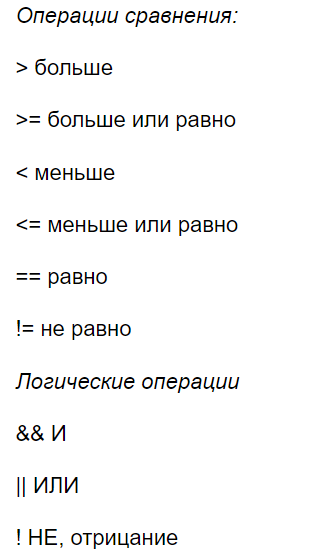 Операции сравнения:
> больше
>= больше или равно
< меньше
<= меньше или равно
== равно
!= не равно
Логические операции
&& И
|| ИЛИ
! НЕ, отрицание